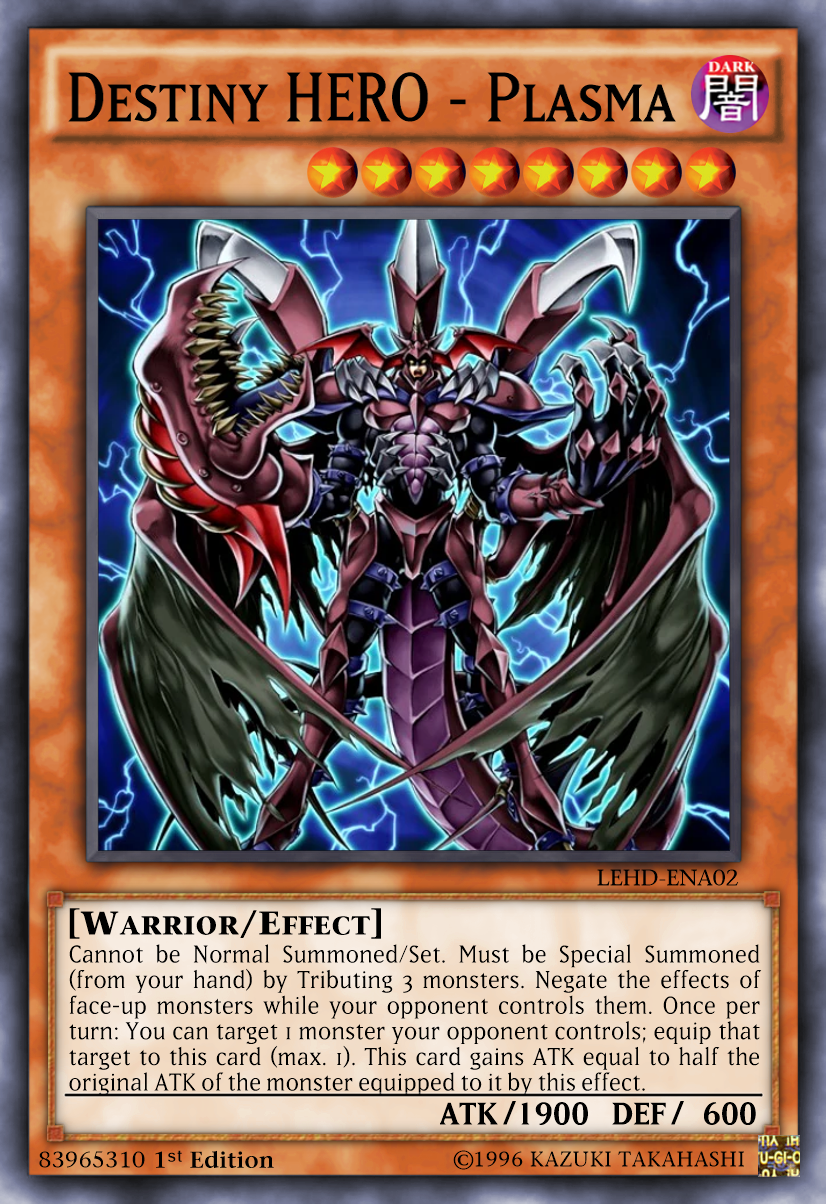 Destiny HERO - Plasma
DARK
闇
LEHD-ENA02
[Warrior/Effect]
Cannot be Normal Summoned/Set. Must be Special Summoned
(from your hand) by Tributing 3 monsters. Negate the effects of
face-up monsters while your opponent controls them. Once per
turn: You can target 1 monster your opponent controls; equip that
target to this card (max. 1). This card gains ATK equal to half the
original ATK of the monster equipped to it by this effect.
ATK/1900 DEF/ 600
83965310 1st Edition
©1996 KAZUKI TAKAHASHI